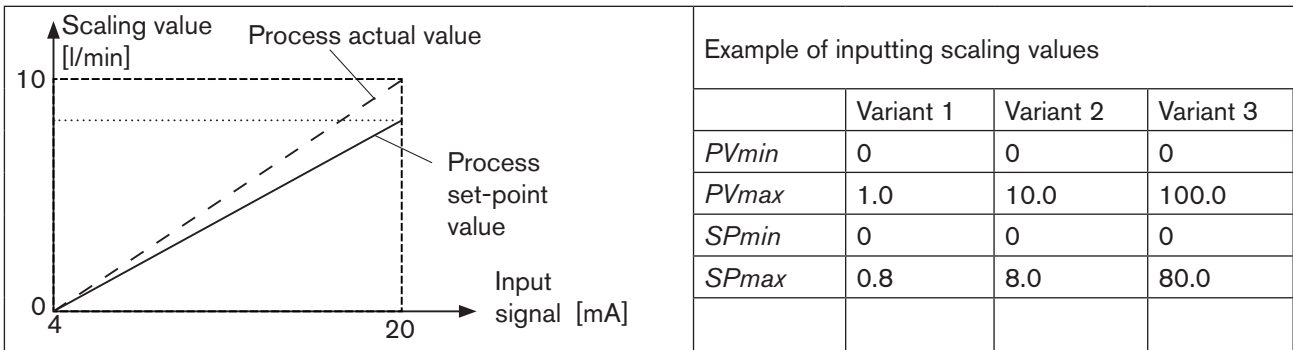 Scaling value
[l/min]
Process actual value
10
Process
set-point
value
Input
signal [mA]
0
4
20
Example of inputting scaling values
Variant 1 Variant 2 Variant 3
PVmin 0 0 0
PVmax 1.0 10.0 100.0
SPmin 0 0 0
SPmax 0.8 8.0 80.0